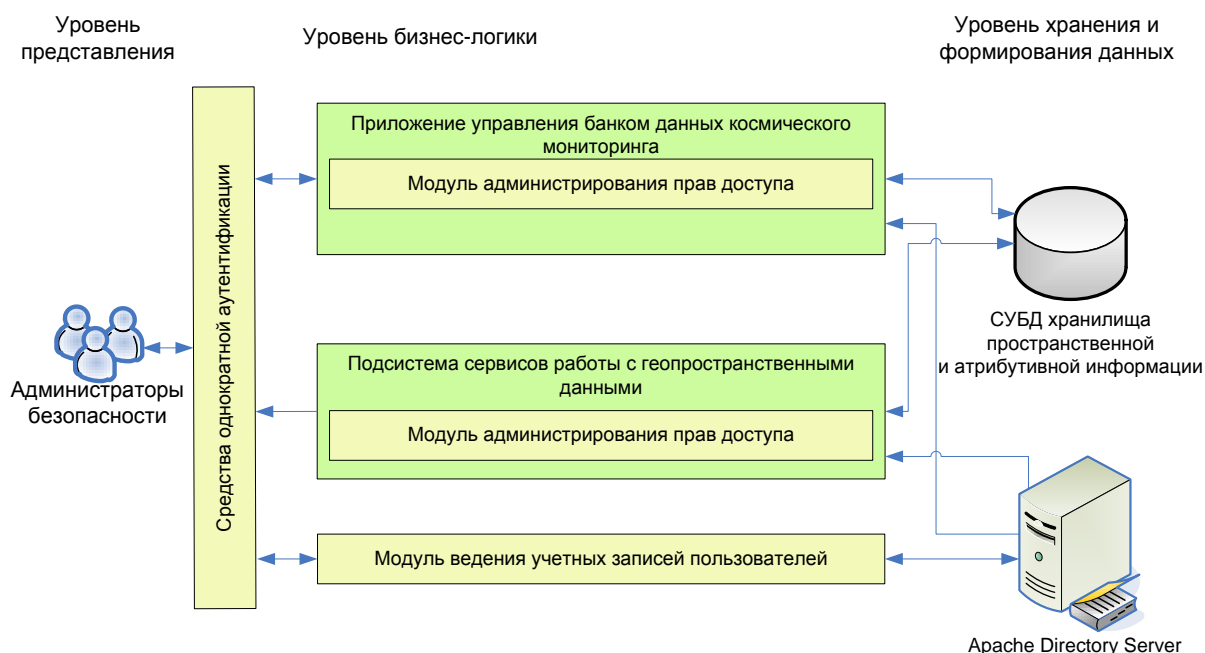 Уровень
представления
Уровень бизнес-логики
Уровень хранения и
формирования данных
Средства однократной аутентификации
Приложение управления банком данных космического
мониторинга
Модуль администрирования прав доступа
СУБД хранилища
пространственной
и атрибутивной информации
Администраторы
безопасности
Подсистема сервисов работы с геопространственными
данными
Модуль администрирования прав доступа
Модуль ведения учетных записей пользователей
Apache Directory Server